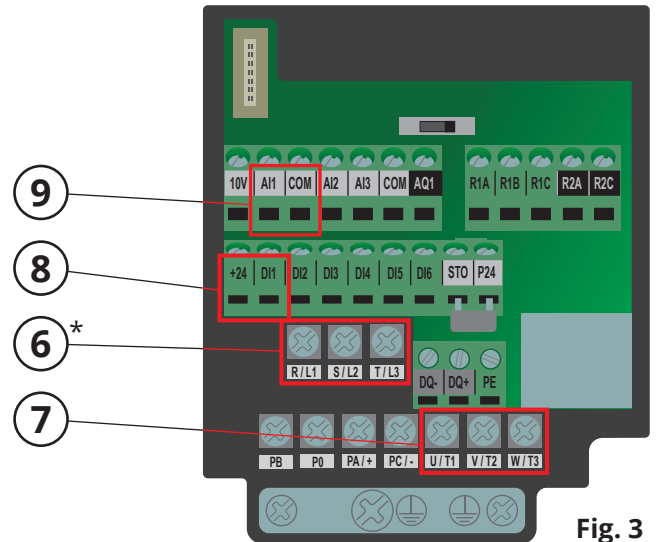 9
10V AI1 COM AI2 AI3 COM AQ1 R1A R1B R1C R2A R2C
8
+24 DI1 DI2 DI3 DI4 DI5 DI6 STO P24
6*
R/L1 S/L2 T/L3
DQ- DQ+ PE
7
PB P0 PA/+ PC/- U/T1 V/T2 W/T3
Fig. 3